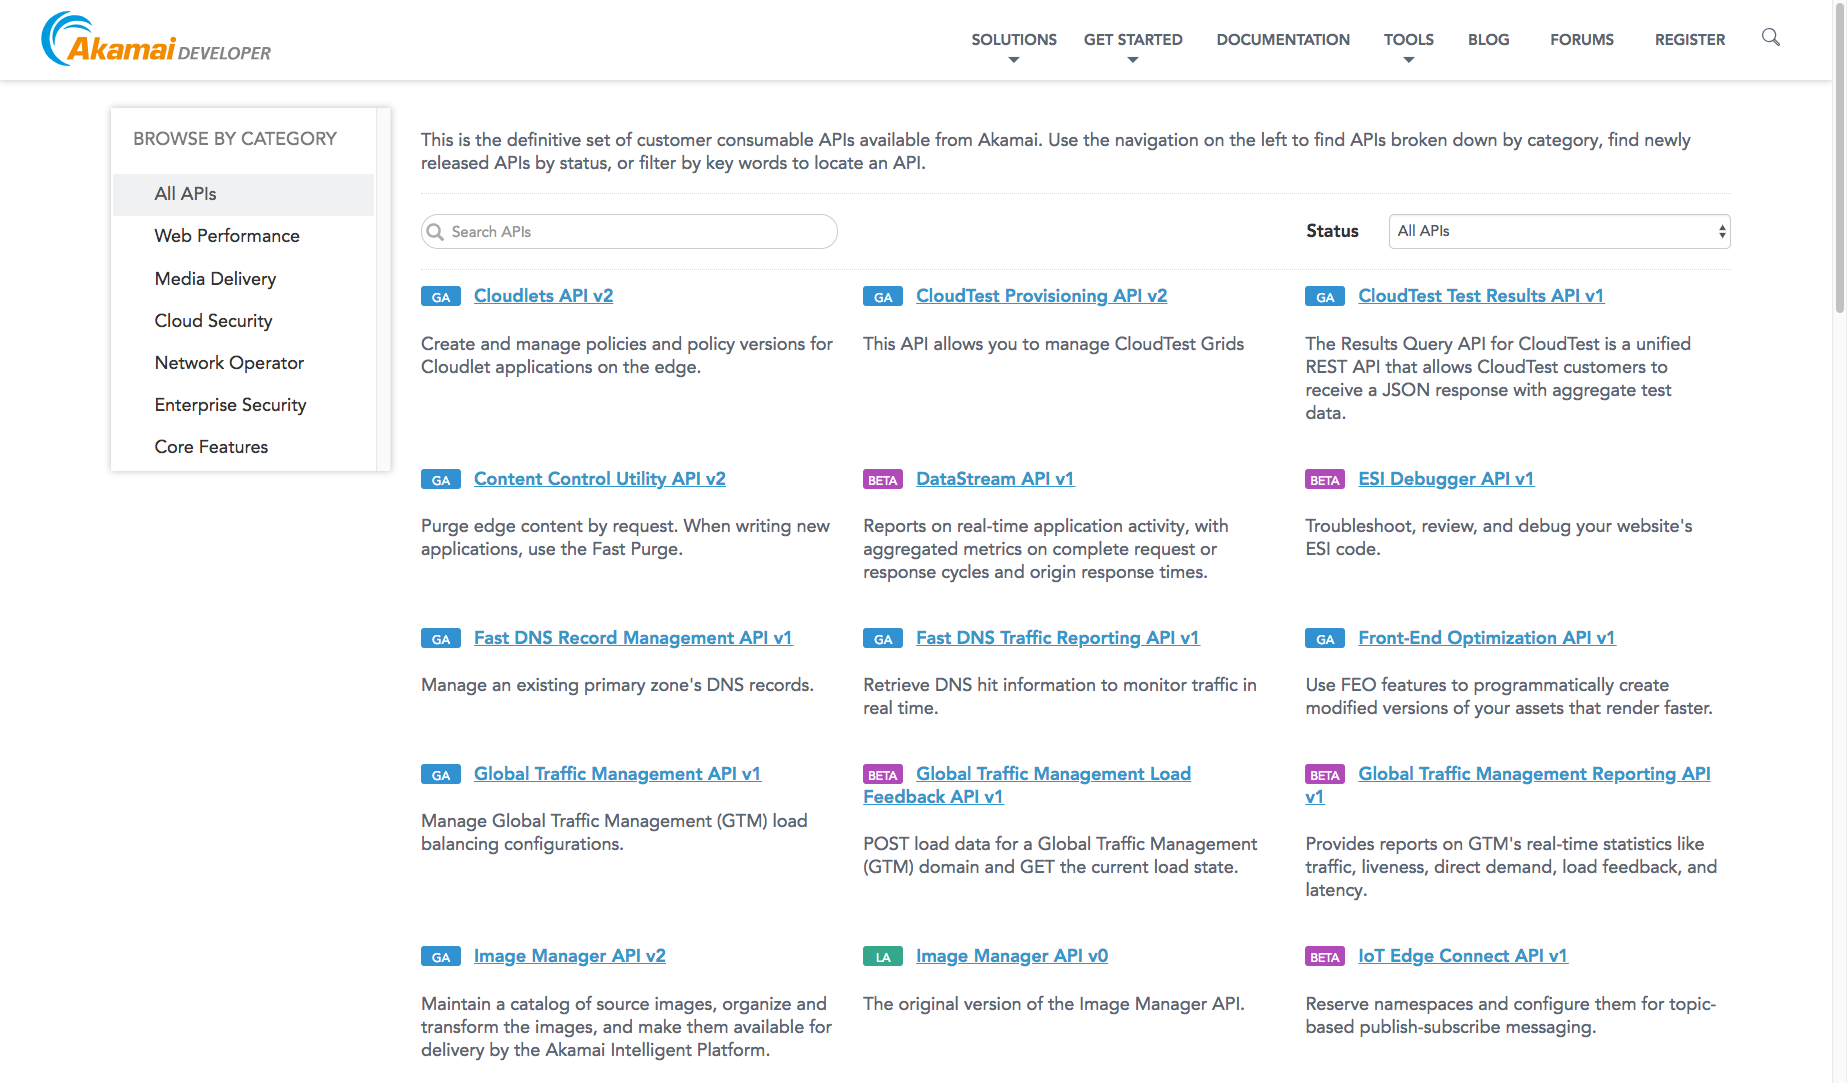 Akamai DEVELOPER
SOLUTIONS
GET STARTED
DOCUMENTATION
TOOLS
BLOG
FORUMS
REGISTER
BROWSE BY CATEGORY
All APIs
Web Performance
Media Delivery
Cloud Security
Network Operator
Enterprise Security
Core Features
This is the definitive set of customer consumable APIs available from Akamai. Use the navigation on the left to find APIs broken down by category, find newly
released APIs by status, or filter by key words to locate an API.
Search APIs
Status
All APIs
GA Cloudlets API v2
Create and manage policies and policy versions for
Cloudlet applications on the edge.
GA CloudTest Provisioning API v2
This API allows you to manage CloudTest Grids
GA CloudTest Test Results API v1
The Results Query API for CloudTest is a unified
REST API that allows CloudTest customers to
receive a JSON response with aggregate test
data.
GA Content Control Utility API v2
Purge edge content by request. When writing new
applications, use the Fast Purge.
BETA DataStream API v1
Reports on real-time application activity, with
aggregated metrics on complete request or
response cycles and origin response times.
BETA ESI Debugger API v1
Troubleshoot, review, and debug your website's
ESI code.
GA Fast DNS Record Management API v1
Manage an existing primary zone's DNS records.
GA Fast DNS Traffic Reporting API v1
Retrieve DNS hit information to monitor traffic in
real time.
GA Front-End Optimization API v1
Use FEO features to programmatically create
modified versions of your assets that render faster.
GA Global Traffic Management API v1
Manage Global Traffic Management (GTM) load
balancing configurations.
BETA Global Traffic Management Load
Feedback API v1
POST load data for a Global Traffic Management
(GTM) domain and GET the current load state.
BETA Global Traffic Management Reporting API
v1
Provides reports on GTM's real-time statistics like
traffic, liveness, direct demand, load feedback, and
latency.
GA Image Manager API v2
Maintain a catalog of source images, organize and
transform the images, and make them available for
delivery by the Akamai Intelligent Platform.
LA Image Manager API v0
The original version of the Image Manager API.
BETA IoT Edge Connect API v1
Reserve namespaces and configure them for topic-
based publish-subscribe messaging.